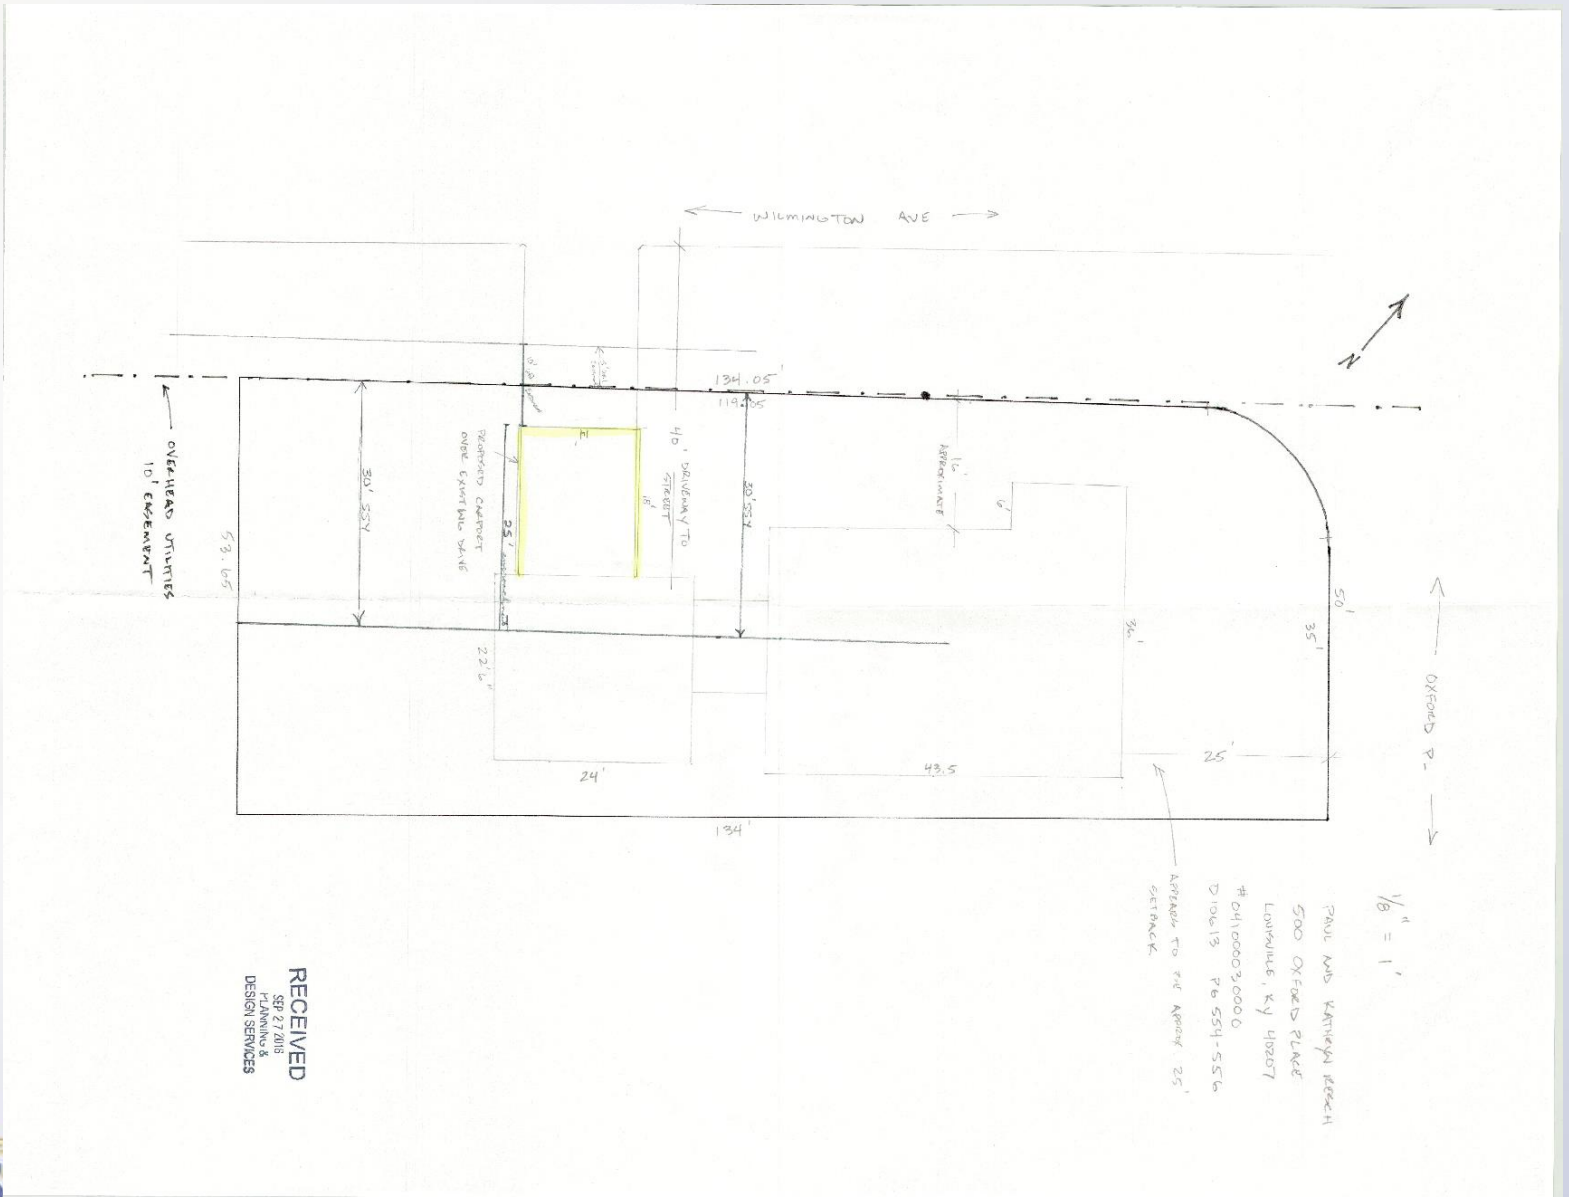 WILMINGTON AVE
N
134.05'
119.05
OVERHEAD UTILITIES
10' EASEMENT
53.65
30' SSY
PROPOSED CARPORT
OVER EXISTING DRIVE
25'
14'
18'
40' DRIVEWAY TO
STREET
30' SSY
16'
APPROXIMATE
6'
36'
50'
35'
OXFORD PL
22'6"
24'
43.5
25'
134'
APPEARS TO BE APPROX 25'
SETBACK
1/8" = 1'
PAUL AND KATHRYN RESCH
500 OXFORD PLACE
LOUISVILLE, KY 40207
#041000030000
D10613 PG 554-556
RECEIVED
SEP 27 2016
PLANNING &
DESIGN SERVICES